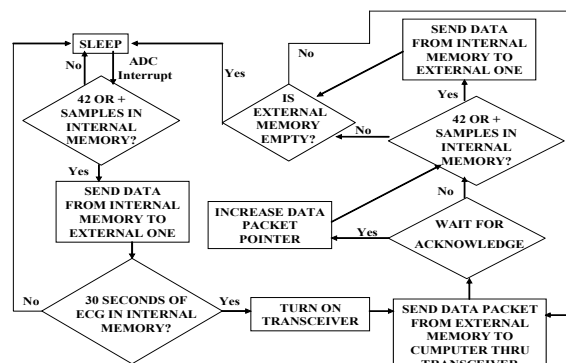 SLEEP
ADC
Interrupt
No
42 OR +
SAMPLES IN
INTERNAL
MEMORY?
Yes
SEND DATA
FROM INTERNAL
MEMORY TO
EXTERNAL ONE
30 SECONDS OF
ECG IN INTERNAL
MEMORY?
No
Yes
TURN ON
TRANSCEIVER
SEND DATA PACKET
FROM EXTERNAL
MEMORY TO
CUMPUTER THRU
TRANSCEIVER
WAIT FOR
ACKNOWLEDGE
Yes
No
INCREASE DATA
PACKET
POINTER
42 OR +
SAMPLES IN
INTERNAL
MEMORY?
Yes
No
SEND DATA
FROM INTERNAL
MEMORY TO
EXTERNAL ONE
IS
EXTERNAL
MEMORY
EMPTY?
No
Yes